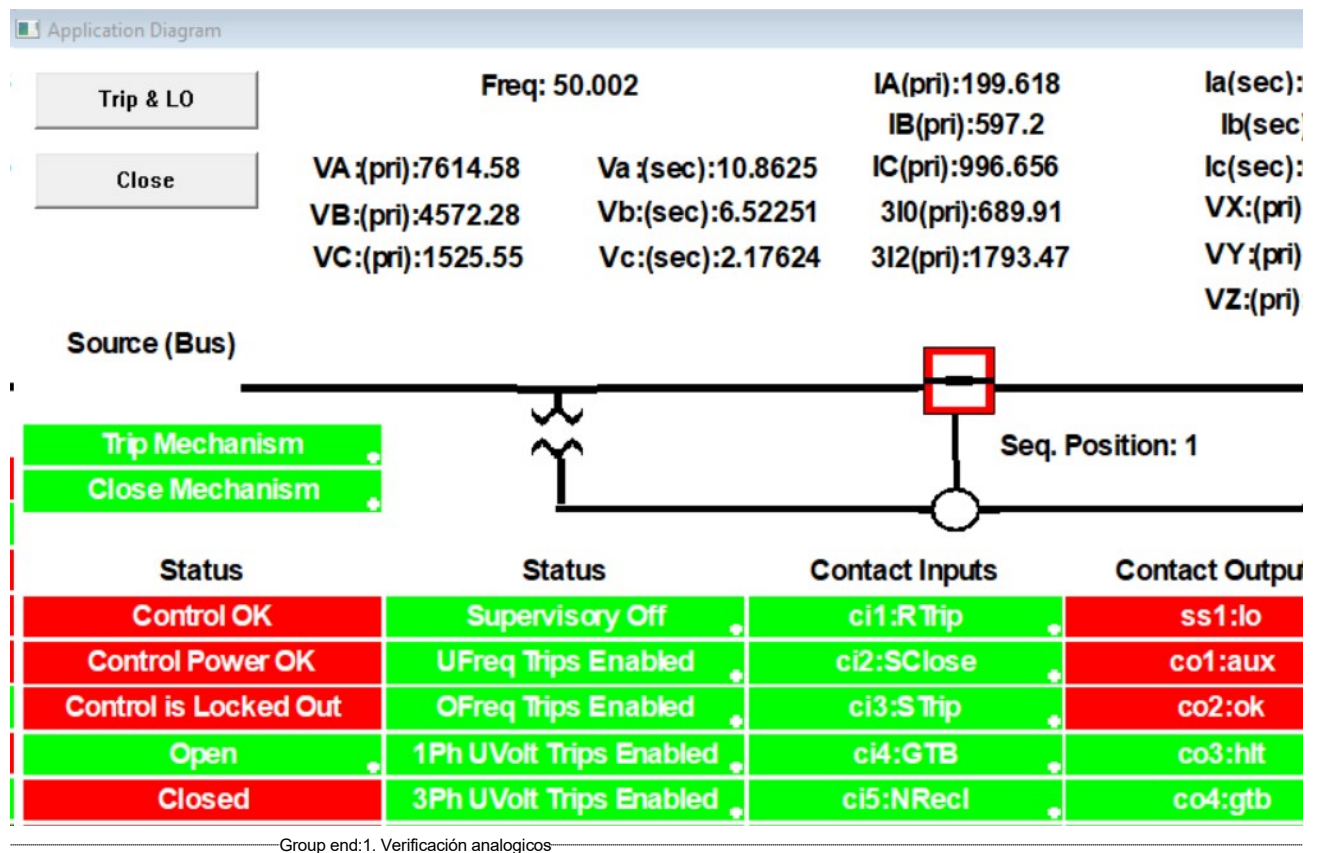 Application Diagram
Trip & LO
Freq: 50.002
IA(pri):199.618
Ia(sec):
IB(pri):597.2
Ib(sec)
Close
VA:(pri):7614.58
Va:(sec):10.8625
IC(pri):996.656
Ic(sec):
VB:(pri):4572.28
Vb:(sec):6.52251
3I0(pri):689.91
VX:(pri)
VC:(pri):1525.55
Vc:(sec):2.17624
3I2(pri):1793.47
VY:(pri)
VZ:(pri)
Source (Bus)
Trip Mechanism
Seq. Position: 1
Close Mechanism
Status
Status
Contact Inputs
Contact Outpu
Control OK
Supervisory Off
ci1:RTrip
ss1:lo
Control Power OK
UFreq Trips Enabled
ci2:SClose
co1:aux
Control is Locked Out
OFreq Trips Enabled
ci3:STrip
co2:ok
Open
1Ph UVolt Trips Enabled
ci4:GTB
co3:hlt
Closed
3Ph UVolt Trips Enabled
ci5:NRecl
co4:gtb
Group end:1. Verificación analogicos